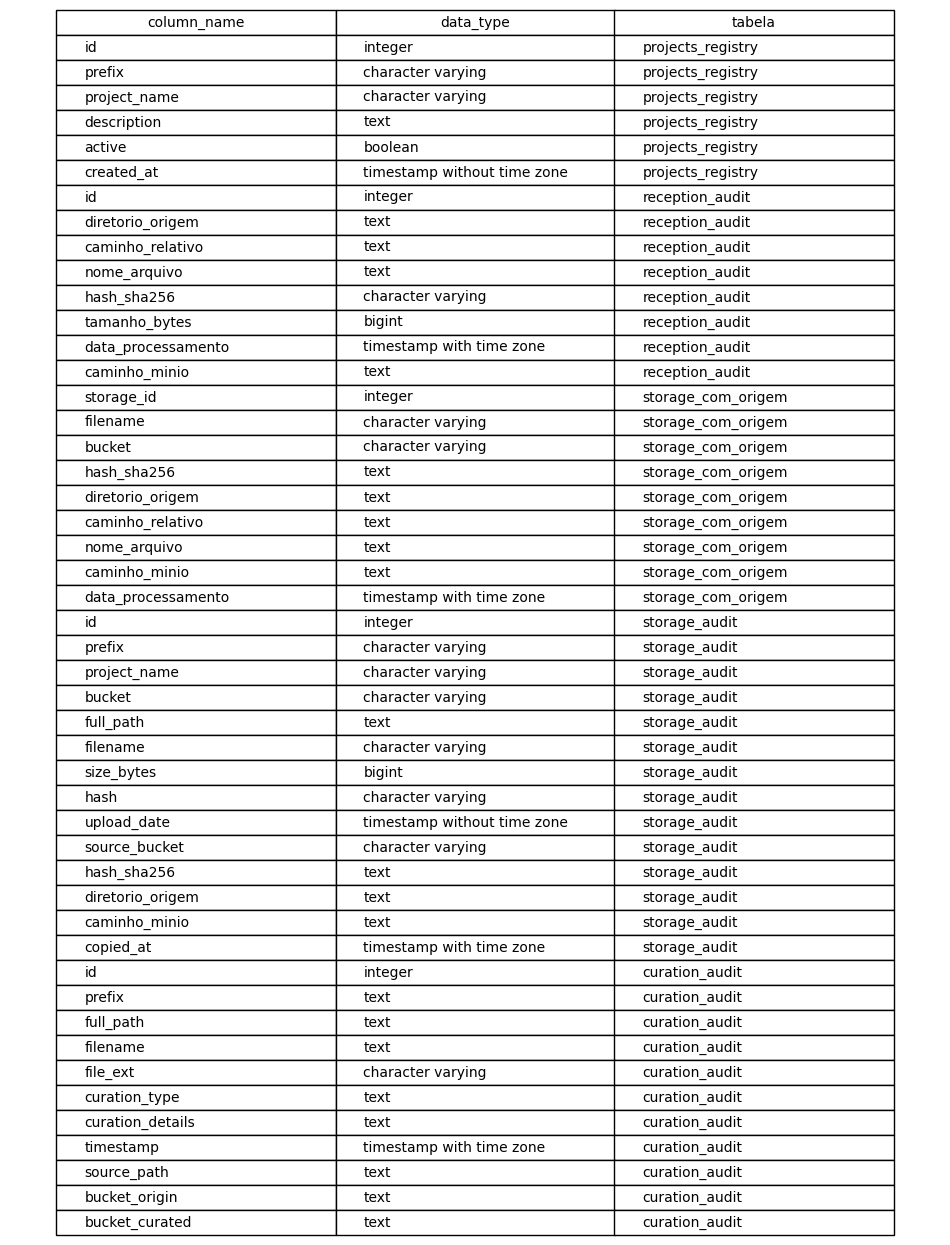 column_name data_type tabela
id integer projects_registry
prefix character varying projects_registry
project_name character varying projects_registry
description text projects_registry
active boolean projects_registry
created_at timestamp without time zone projects_registry
id integer reception_audit
diretorio_origem text reception_audit
caminho_relativo text reception_audit
nome_arquivo text reception_audit
hash_sha256 character varying reception_audit
tamanho_bytes bigint reception_audit
data_processamento timestamp with time zone reception_audit
caminho_minio text reception_audit
storage_id integer storage_com_origem
filename character varying storage_com_origem
bucket character varying storage_com_origem
hash_sha256 text storage_com_origem
diretorio_origem text storage_com_origem
caminho_relativo text storage_com_origem
nome_arquivo text storage_com_origem
caminho_minio text storage_com_origem
data_processamento timestamp with time zone storage_com_origem
id integer storage_audit
prefix character varying storage_audit
project_name character varying storage_audit
bucket character varying storage_audit
full_path text storage_audit
filename character varying storage_audit
size_bytes bigint storage_audit
hash character varying storage_audit
upload_date timestamp without time zone storage_audit
source_bucket character varying storage_audit
hash_sha256 text storage_audit
diretorio_origem text storage_audit
caminho_minio text storage_audit
copied_at timestamp with time zone storage_audit
id integer curation_audit
prefix text curation_audit
full_path text curation_audit
filename text curation_audit
file_ext character varying curation_audit
curation_type text curation_audit
curation_details text curation_audit
timestamp timestamp with time zone curation_audit
source_path text curation_audit
bucket_origin text curation_audit
bucket_curated text curation_audit